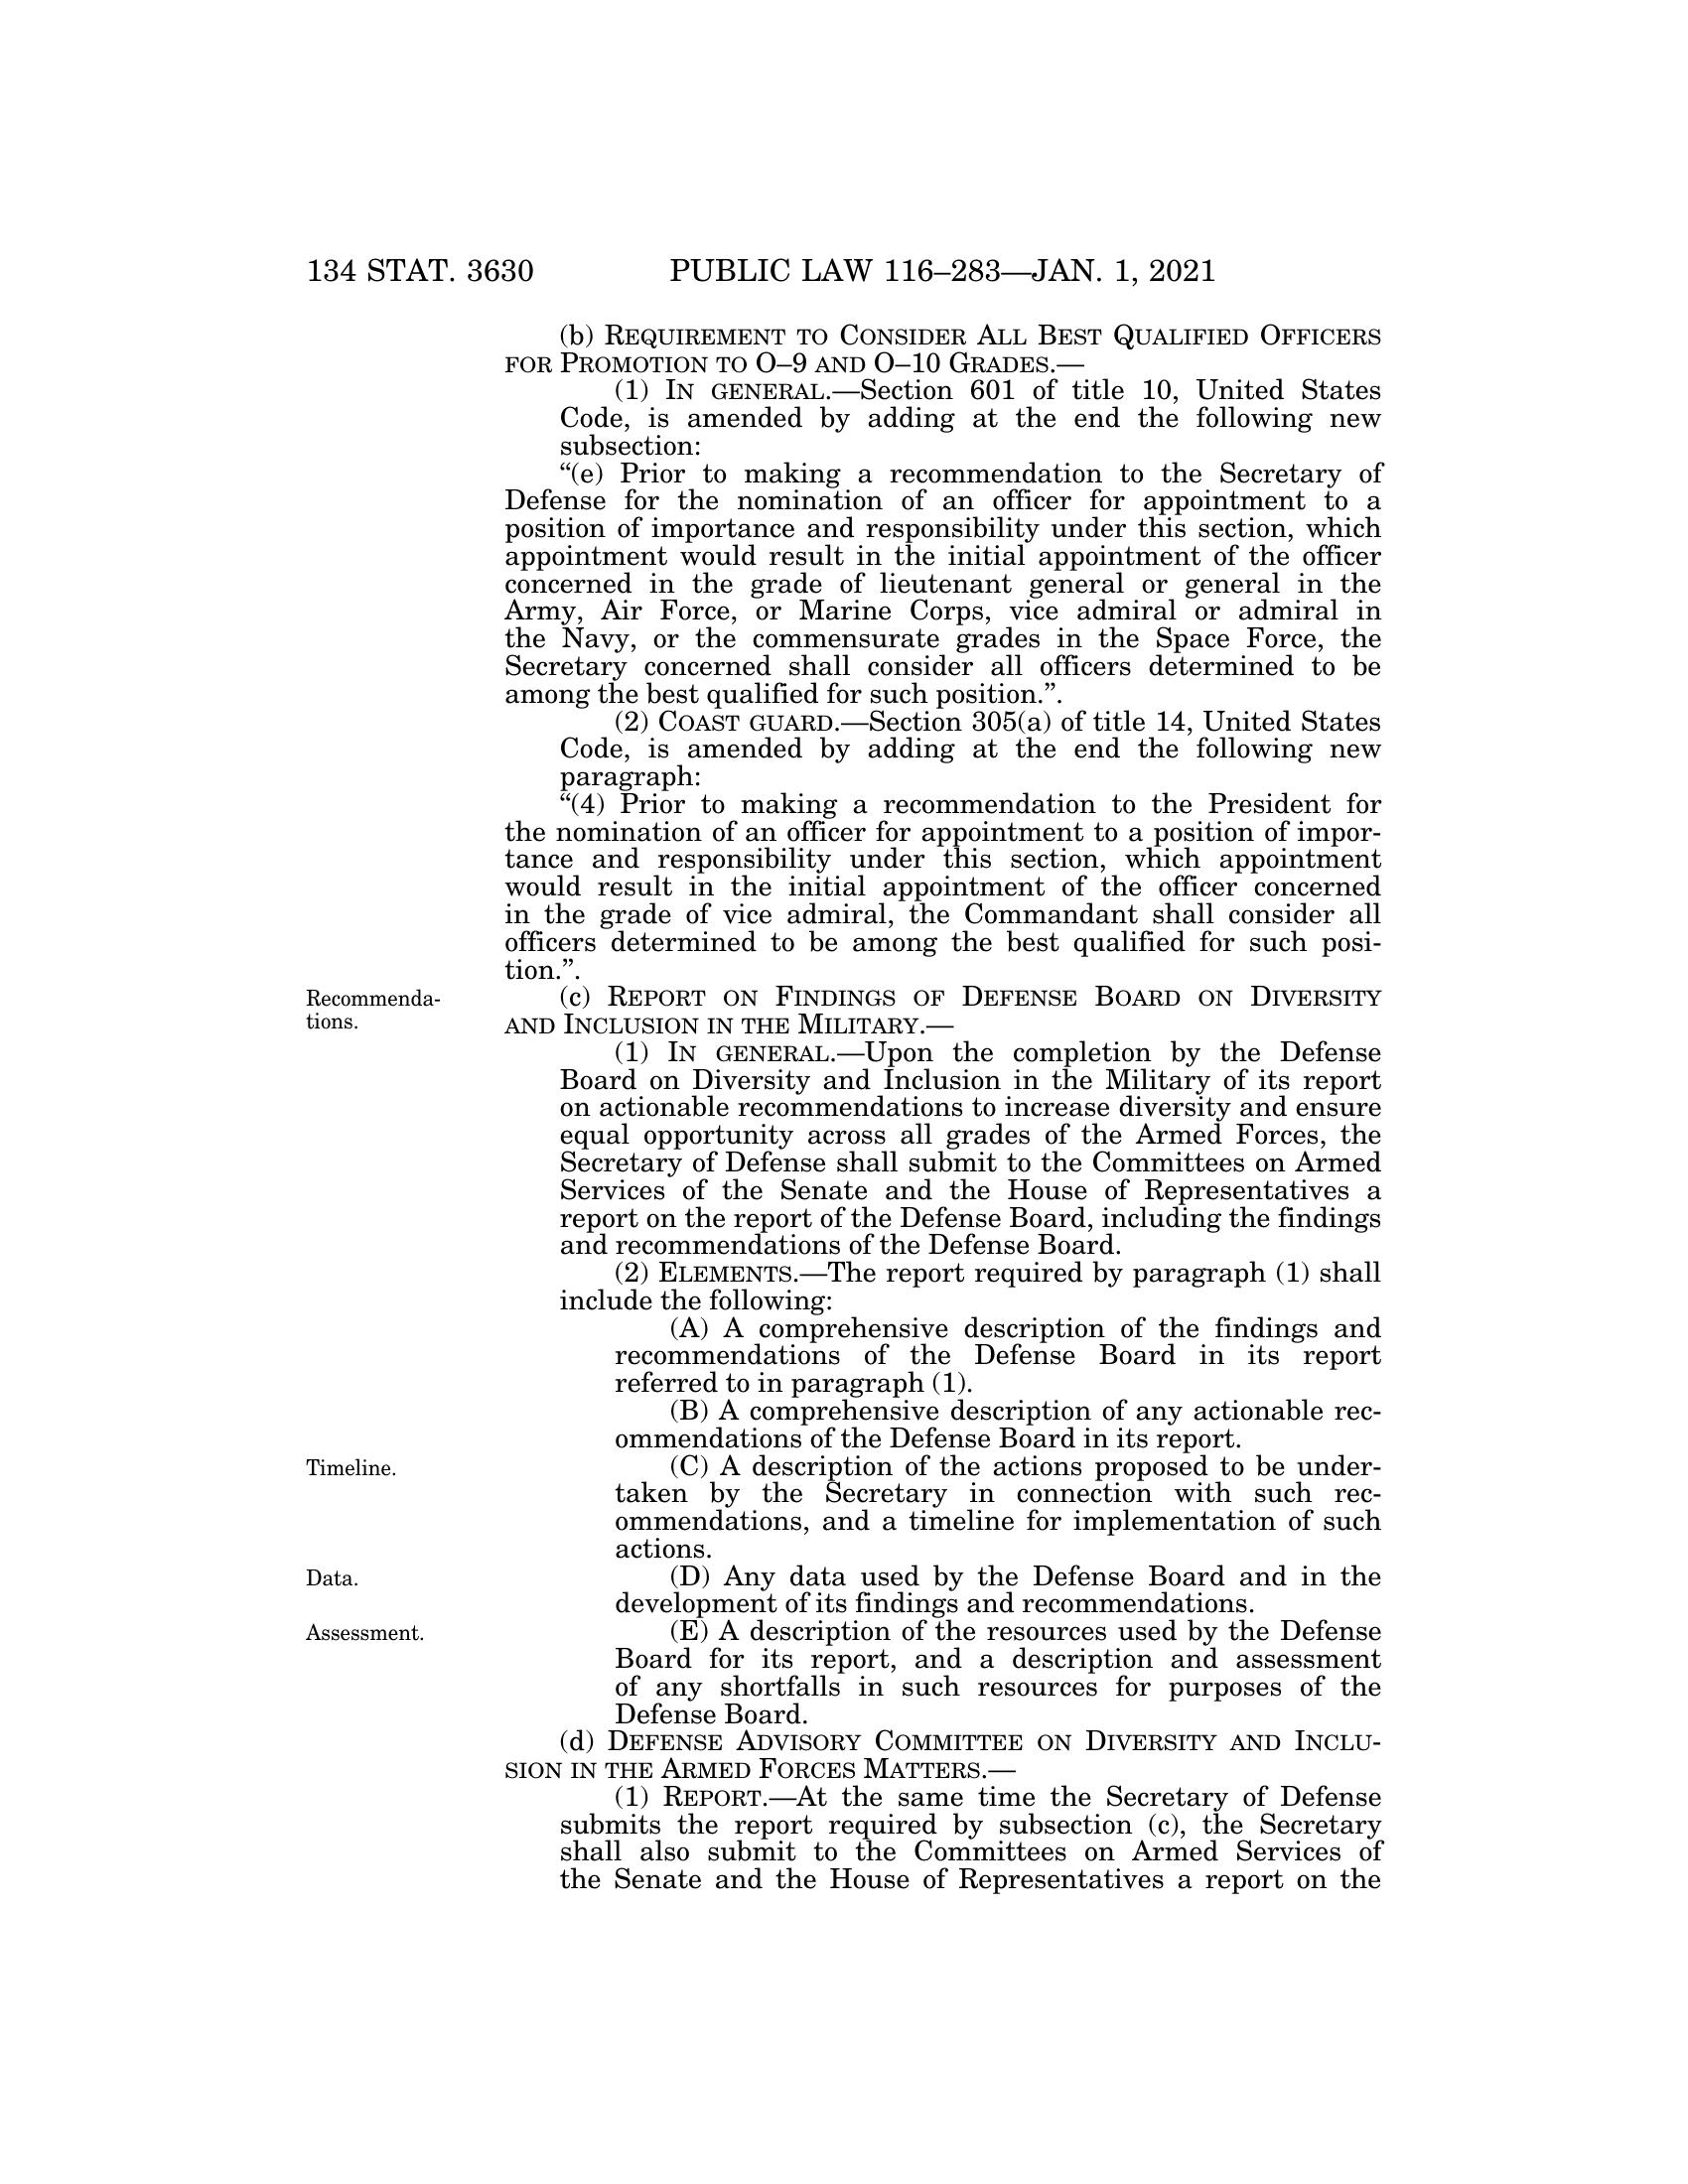 134 STAT. 3630 PUBLIC LAW 116–283—JAN. 1, 2021
(b) REQUIREMENT TO CONSIDER ALL BEST QUALIFIED OFFICERS
FOR PROMOTION TO O–9 AND O–10 GRADES.—
(1) IN GENERAL.—Section 601 of title 10, United States
Code, is amended by adding at the end the following new
subsection:
“(e) Prior to making a recommendation to the Secretary of
Defense for the nomination of an officer for appointment to a
position of importance and responsibility under this section, which
appointment would result in the initial appointment of the officer
concerned in the grade of lieutenant general or general in the
Army, Air Force, or Marine Corps, vice admiral or admiral in
the Navy, or the commensurate grades in the Space Force, the
Secretary concerned shall consider all officers determined to be
among the best qualified for such position.”.
(2) COAST GUARD.—Section 305(a) of title 14, United States
Code, is amended by adding at the end the following new
paragraph:
“(4) Prior to making a recommendation to the President for
the nomination of an officer for appointment to a position of impor-
tance and responsibility under this section, which appointment
would result in the initial appointment of the officer concerned
in the grade of vice admiral, the Commandant shall consider all
officers determined to be among the best qualified for such posi-
tion.”.
Recommenda-
tions.
(c) REPORT ON FINDINGS OF DEFENSE BOARD ON DIVERSITY
AND INCLUSION IN THE MILITARY.—
(1) IN GENERAL.—Upon the completion by the Defense
Board on Diversity and Inclusion in the Military of its report
on actionable recommendations to increase diversity and ensure
equal opportunity across all grades of the Armed Forces, the
Secretary of Defense shall submit to the Committees on Armed
Services of the Senate and the House of Representatives a
report on the report of the Defense Board, including the findings
and recommendations of the Defense Board.
(2) ELEMENTS.—The report required by paragraph (1) shall
include the following:
(A) A comprehensive description of the findings and
recommendations of the Defense Board in its report
referred to in paragraph (1).
(B) A comprehensive description of any actionable rec-
ommendations of the Defense Board in its report.
Timeline.
(C) A description of the actions proposed to be under-
taken by the Secretary in connection with such rec-
ommendations, and a timeline for implementation of such
actions.
Data.
(D) Any data used by the Defense Board and in the
development of its findings and recommendations.
Assessment.
(E) A description of the resources used by the Defense
Board for its report, and a description and assessment
of any shortfalls in such resources for purposes of the
Defense Board.
(d) DEFENSE ADVISORY COMMITTEE ON DIVERSITY AND INCLU-
SION IN THE ARMED FORCES MATTERS.—
(1) REPORT.—At the same time the Secretary of Defense
submits the report required by subsection (c), the Secretary
shall also submit to the Committees on Armed Services of
the Senate and the House of Representatives a report on the